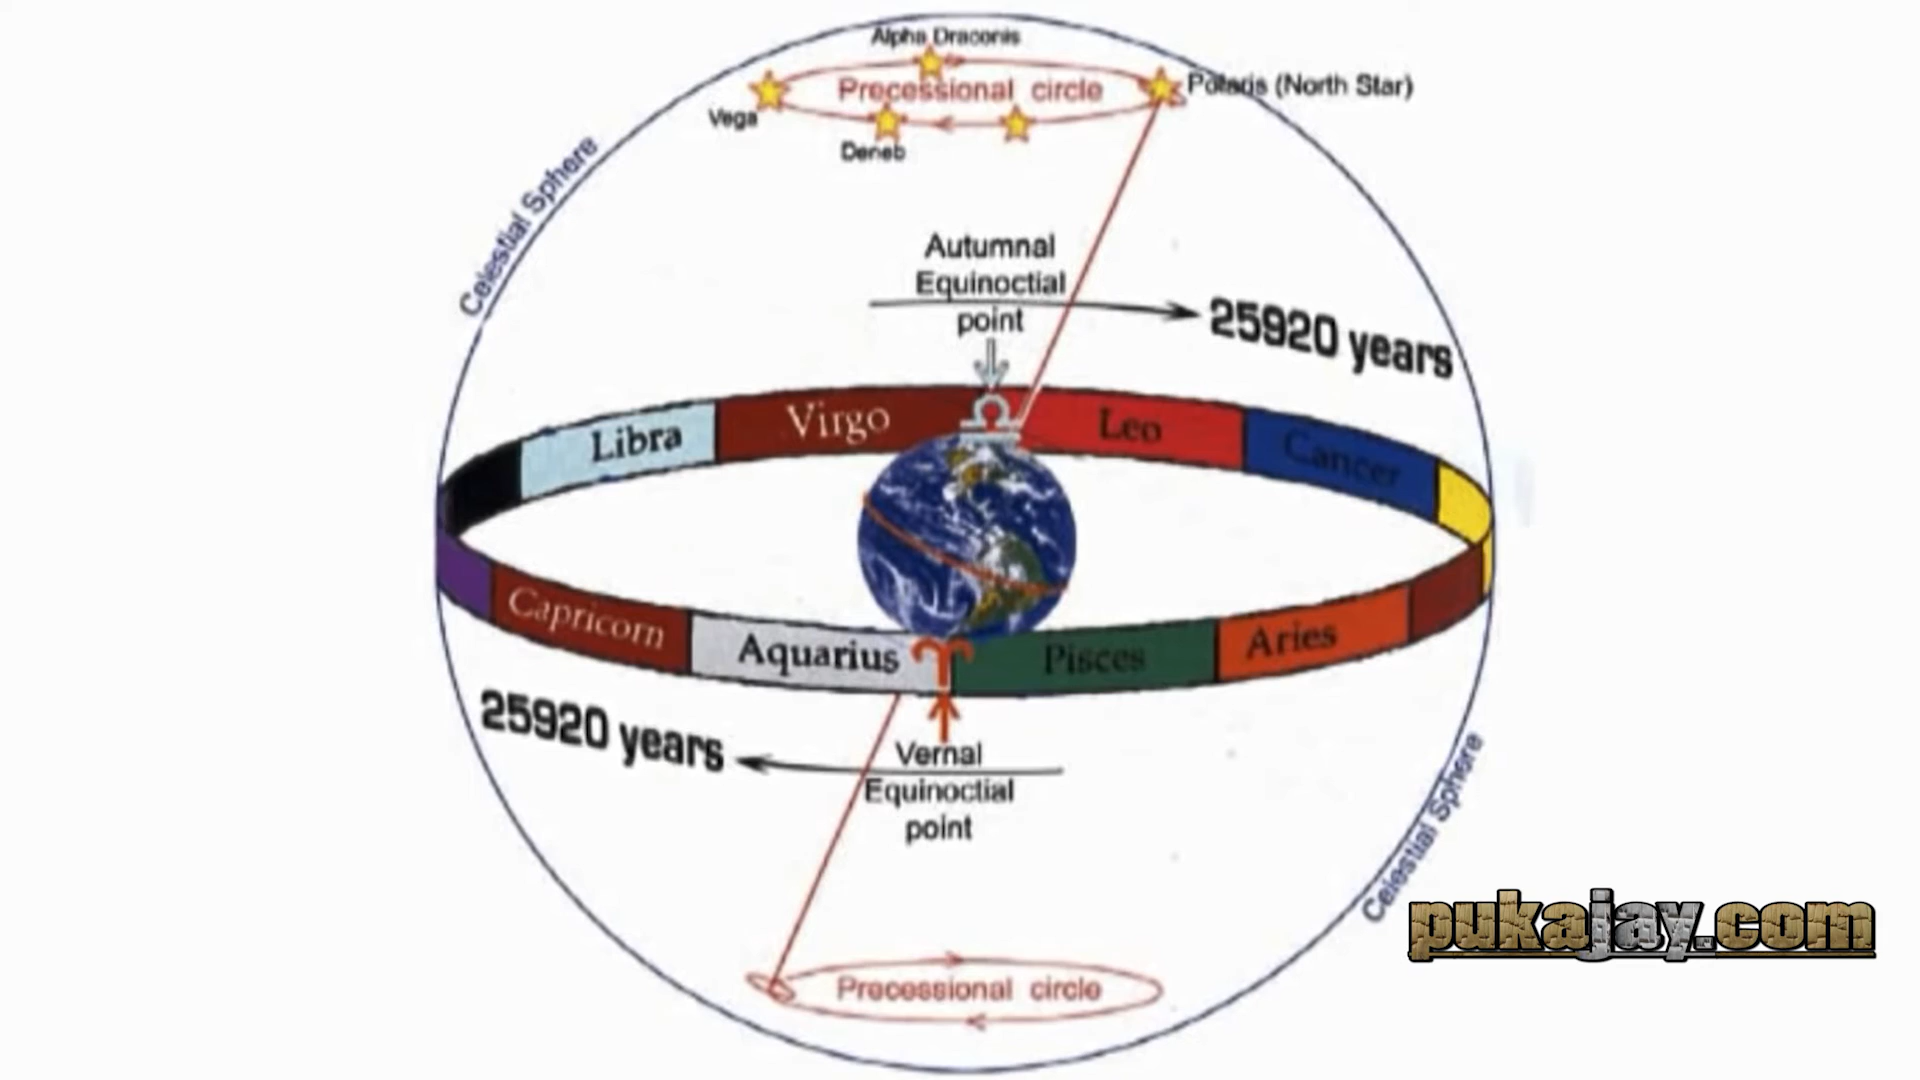 Alpha Draconis
Precessional circle
Polaris (North Star)
Vega
Deneb
Celestial Sphere
Autumnal
Equinoctial
point
25920 years
Libra
Virgo
Leo
Cancer
Capricorn
Aquarius
Pisces
Aries
25920 years
Vernal
Equinoctial
point
Celestial Sphere
pukajay.com
Precessional circle